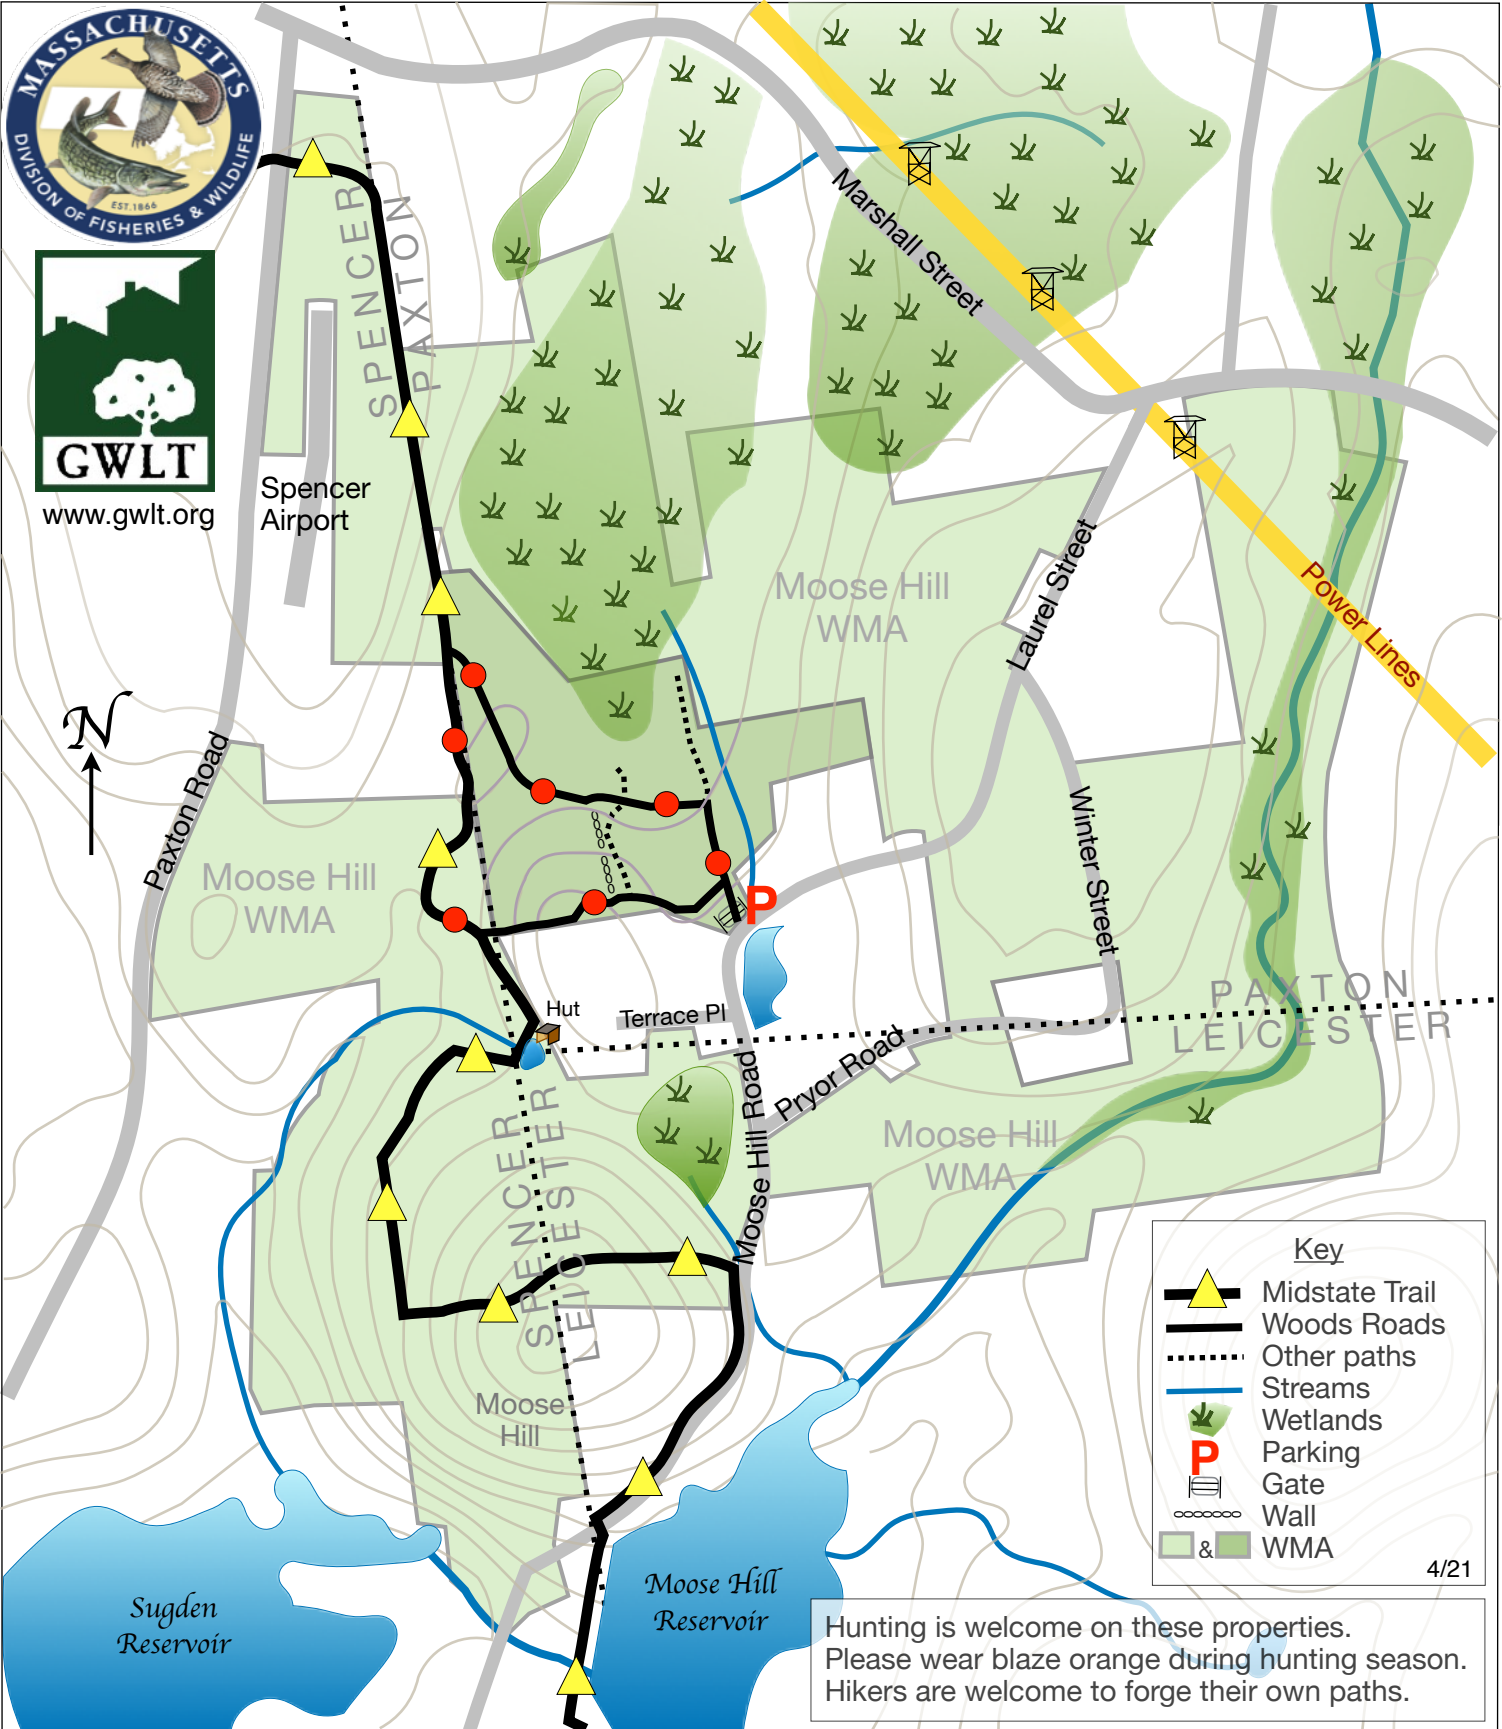 MASSACHUSETTS
DIVISION OF FISHERIES & WILDLIFE
EST.1866
GWLT
www.gwlt.org
SPENCER
PAXTON
Spencer
Airport
Marshall Street
Moose Hill
WMA
Laurel Street
Power Lines
N
Paxton Road
Moose Hill
WMA
Winter Street
P
Hut
Terrace Pl
PAXTON
LEICESTER
Pryor Road
Moose Hill Road
SPENCER
LEICESTER
Moose Hill
WMA
Moose
Hill
Sugden
Reservoir
Moose Hill
Reservoir
Key
Midstate Trail
Woods Roads
Other paths
Streams
Wetlands
P Parking
Gate
Wall
& WMA
4/21
Hunting is welcome on these properties.
Please wear blaze orange during hunting season.
Hikers are welcome to forge their own paths.